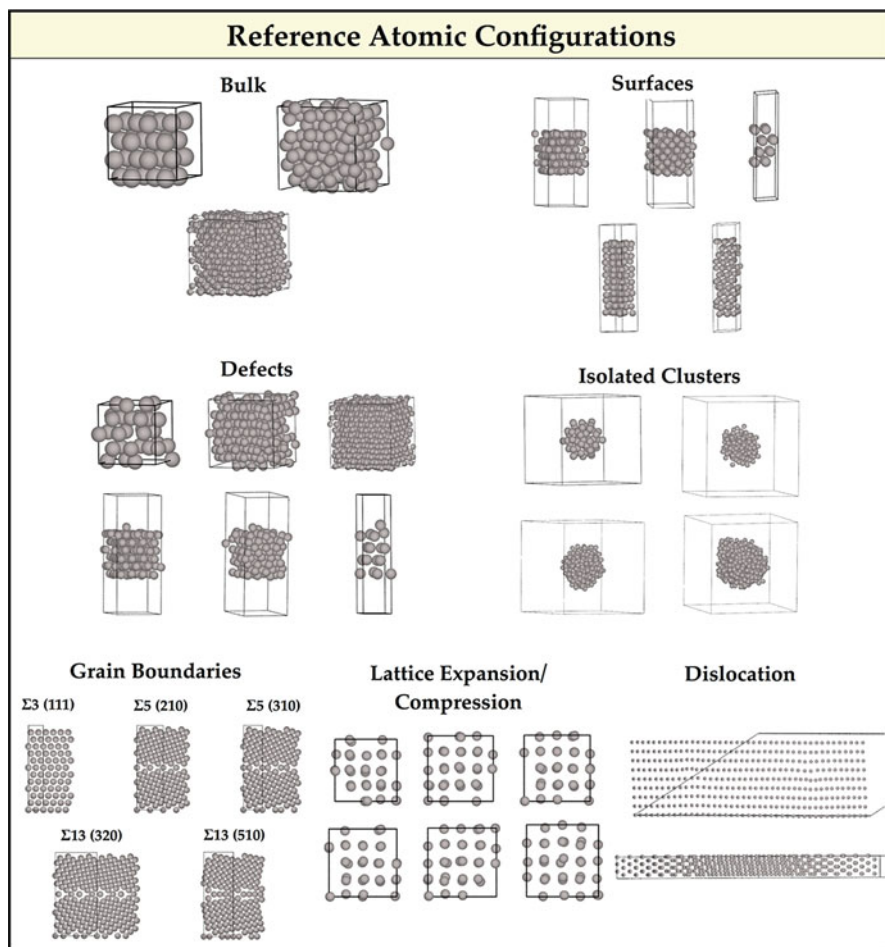 Reference Atomic Configurations
Bulk
Surfaces
Defects
Isolated Clusters
Grain Boundaries
Σ3 (111)
Σ5 (210)
Σ5 (310)
Σ13 (320)
Σ13 (510)
Lattice Expansion/
Compression
Dislocation